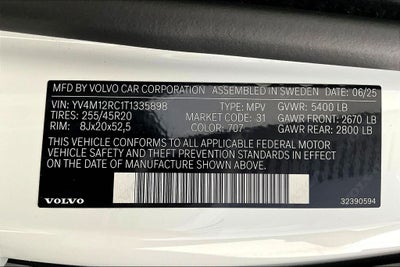 MFD. BY VOLVO CAR CORPORATION ASSEMBLED IN SWEDEN DATE 06/25
VIN: YV4M12RC1T1335898 TYPE: MPV GVWR: 5400 LB
TIRES: 255/45R20 MARKET CODE: 31 GAWR FRONT: 2670 LB
RIM: 8Jx20x52,5 COLOR: 707 GAWR REAR: 2800 LB
THIS VEHICLE CONFORMS TO ALL APPLICABLE FEDERAL MOTOR
VEHICLE SAFETY AND THEFT PREVENTION STANDARDS IN EFFECT
ON THE DATE OF MANUFACTURE SHOWN ABOVE.
VOLVO 32390594